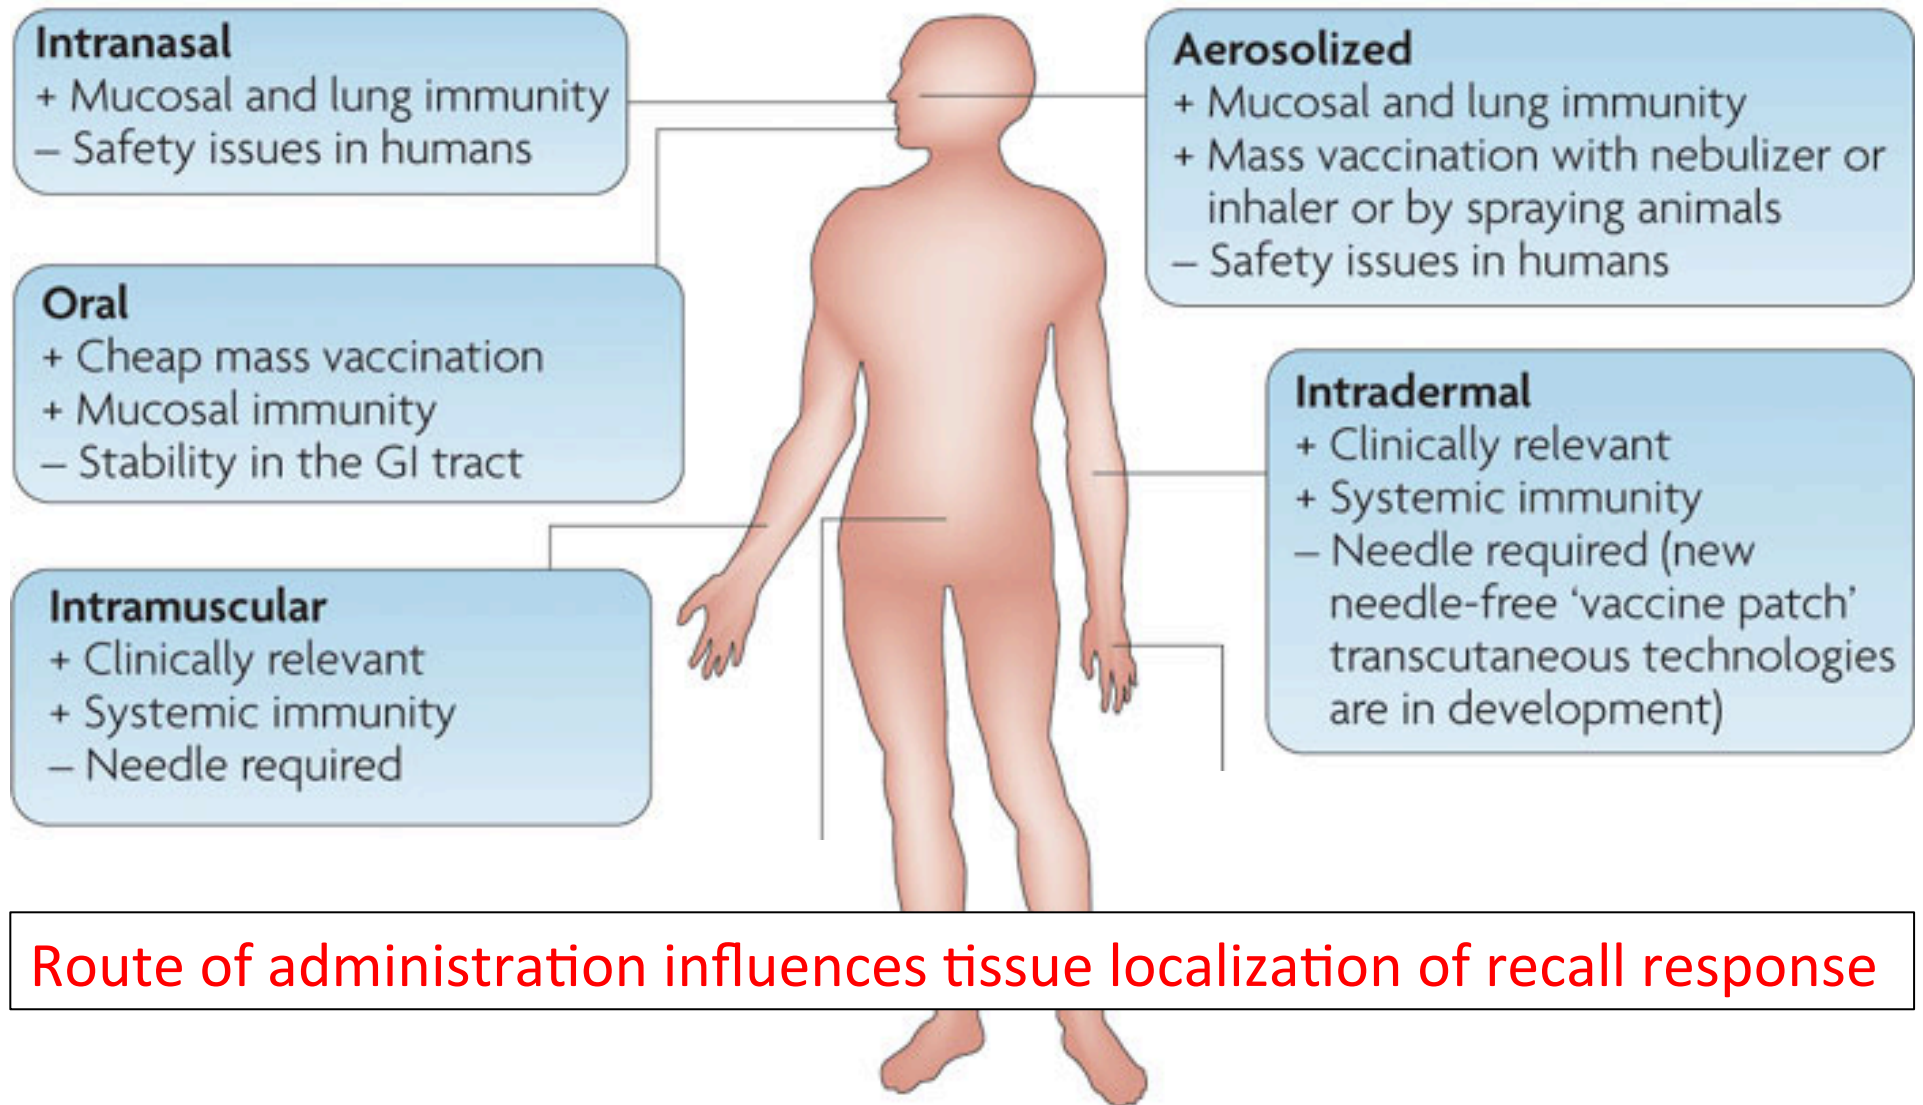 Intranasal
+ Mucosal and lung immunity
– Safety issues in humans
Oral
+ Cheap mass vaccination
+ Mucosal immunity
– Stability in the GI tract
Intramuscular
+ Clinically relevant
+ Systemic immunity
– Needle required
Aerosolized
+ Mucosal and lung immunity
+ Mass vaccination with nebulizer or
inhaler or by spraying animals
– Safety issues in humans
Intradermal
+ Clinically relevant
+ Systemic immunity
– Needle required (new
needle-free ‘vaccine patch’
transcutaneous technologies
are in development)
Route of administration influences tissue localization of recall response